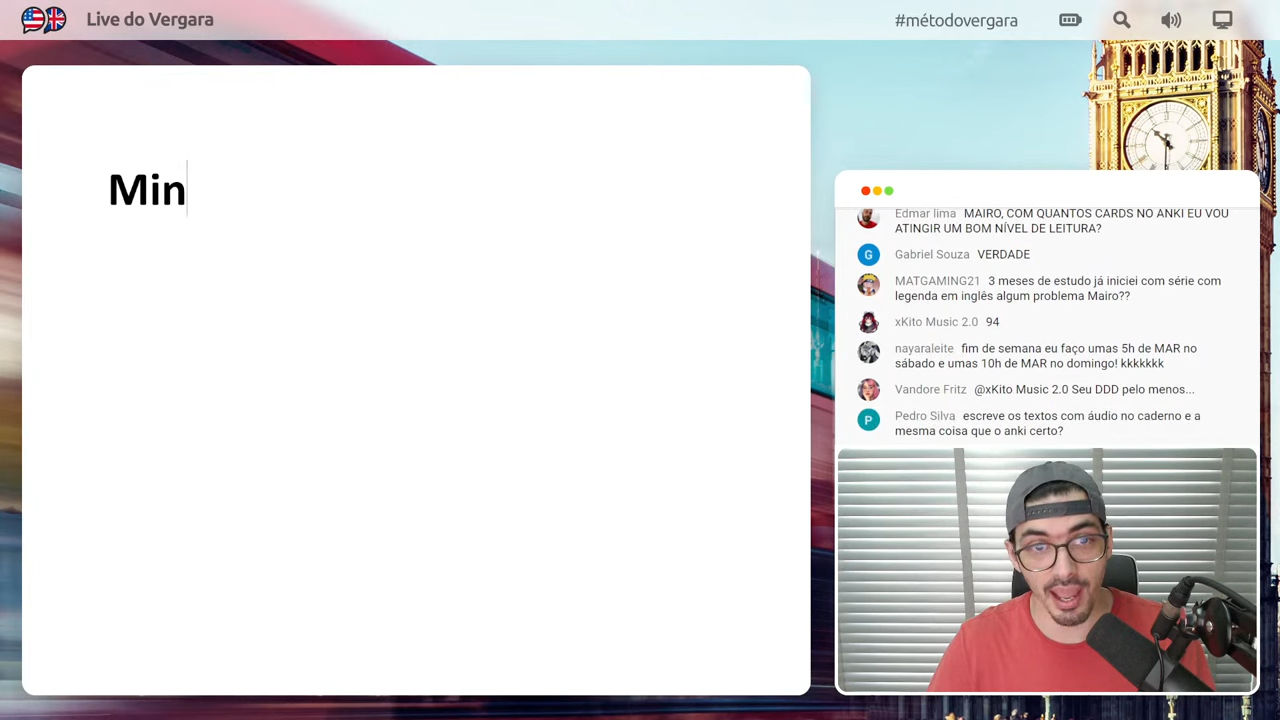 Live do Vergara
#métodovergara
Min
Edmar lima MAIRO, COM QUANTOS CARDS NO ANKI EU VOU
ATINGIR UM BOM NÍVEL DE LEITURA?
G
Gabriel Souza VERDADE
MATGAMING21 3 meses de estudo já iniciei com série com
legenda em inglês algum problema Mairo??
xKito Music 2.0 94
nayaraleite fim de semana eu faço umas 5h de MAR no
sábado e umas 10h de MAR no domingo! kkkkkkk
Vandore Fritz @xKito Music 2.0 Seu DDD pelo menos...
P
Pedro Silva escreve os textos com áudio no caderno e a
mesma coisa que o anki certo?